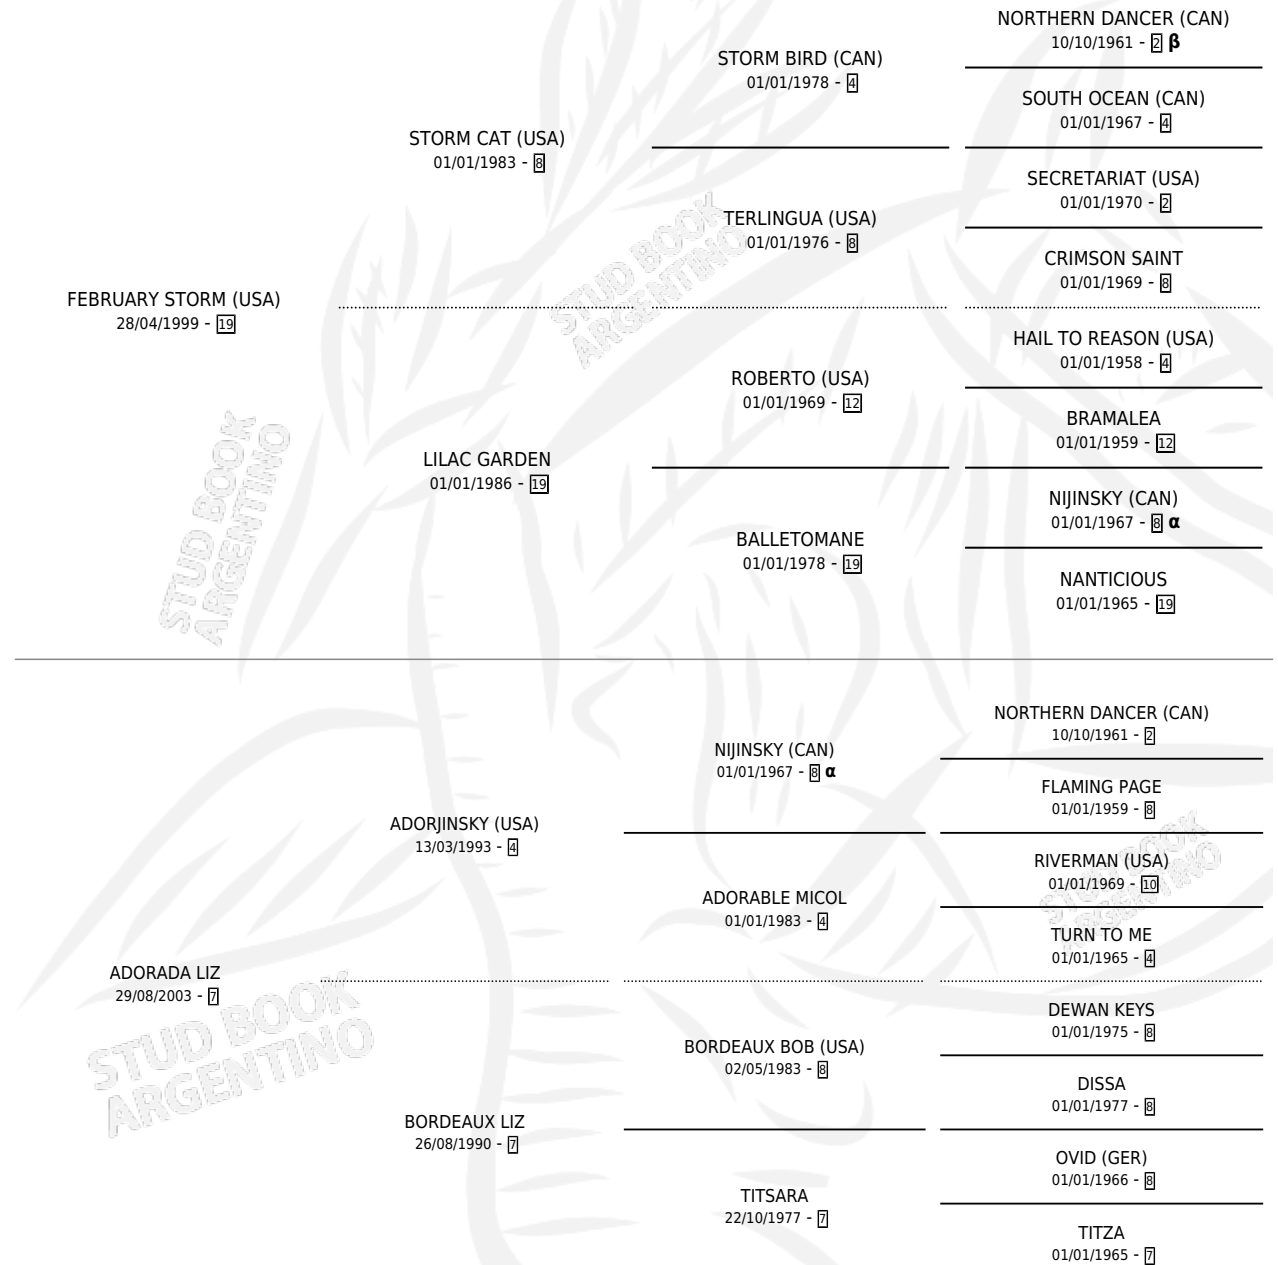 NORTHERN DANCER (CAN)
10/10/1961 - 2 β
STORM BIRD (CAN)
01/01/1978 - 4
SOUTH OCEAN (CAN)
01/01/1967 - 4
STORM CAT (USA)
01/01/1983 - 8
SECRETARIAT (USA)
01/01/1970 - 2
TERLINGUA (USA)
01/01/1976 - 8
CRIMSON SAINT
01/01/1969 - 8
STUD BOOK
ARGENTINO
FEBRUARY STORM (USA)
28/04/1999 - 19
HAIL TO REASON (USA)
01/01/1958 - 4
ROBERTO (USA)
01/01/1969 - 12
BRAMALEA
01/01/1959 - 12
LILAC GARDEN
01/01/1986 - 19
NIJINSKY (CAN)
01/01/1967 - 8 α
BALLETOMANE
01/01/1978 - 19
NANTICIOUS
01/01/1965 - 19
STUD BOOK
ARGENTINO
NORTHERN DANCER (CAN)
10/10/1961 - 2
NIJINSKY (CAN)
01/01/1967 - 8 α
FLAMING PAGE
01/01/1959 - 8
ADORJINSKY (USA)
13/03/1993 - 4
RIVERMAN (USA)
01/01/1969 - 10
ADORABLE MICOL
01/01/1983 - 4
TURN TO ME
01/01/1965 - 4
STUD BOOK
ARGENTINO
ADORADA LIZ
29/08/2003 - 7
DEWAN KEYS
01/01/1975 - 8
BORDEAUX BOB (USA)
02/05/1983 - 8
DISSA
01/01/1977 - 8
STUD BOOK
ARGENTINO
BORDEAUX LIZ
26/08/1990 - 7
OVID (GER)
01/01/1966 - 8
TITSARA
22/10/1977 - 7
TITZA
01/01/1965 - 7